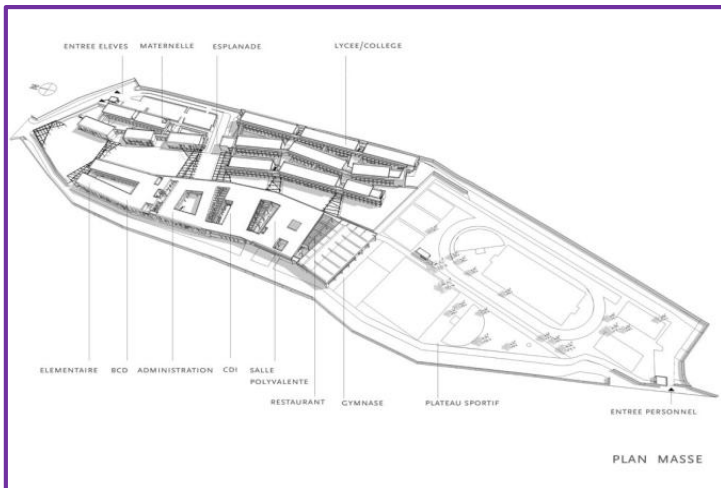 ENTREE ELEVES MATERNELLE ESPLANADE LYCEE/COLLEGE
ELEMENTAIRE BCD ADMINISTRATION CDI SALLE
POLYVALENTE
RESTAURANT GYMNASE PLATEAU SPORTIF
ENTREE PERSONNEL
PLAN MASSE